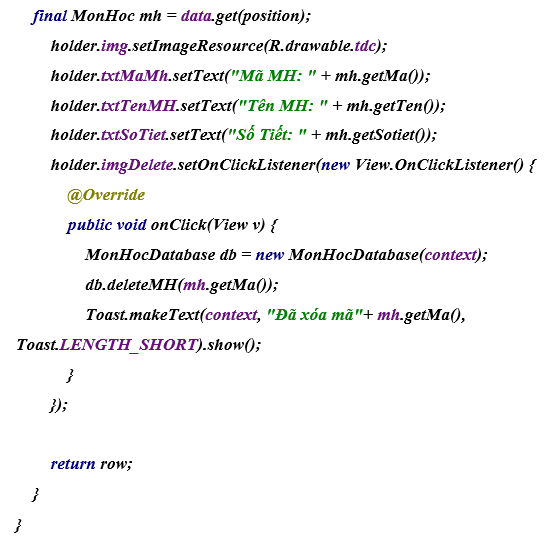 final MonHoc mh = data.get(position);
holder.img.setImageResource(R.drawable.tdc);
holder.txtMaMh.setText("Mã MH: " + mh.getMa());
holder.txtTenMH.setText("Tên MH: " + mh.getTen());
holder.txtSoTiet.setText("Số Tiết: " + mh.getSotiet());
holder.imgDelete.setOnClickListener(new View.OnClickListener() {
@Override
public void onClick(View v) {
MonHocDatabase db = new MonHocDatabase(context);
db.deleteMH(mh.getMa());
Toast.makeText(context, "Đã xóa mã"+ mh.getMa(),
Toast.LENGTH_SHORT).show();
}
});
return row;
}
}